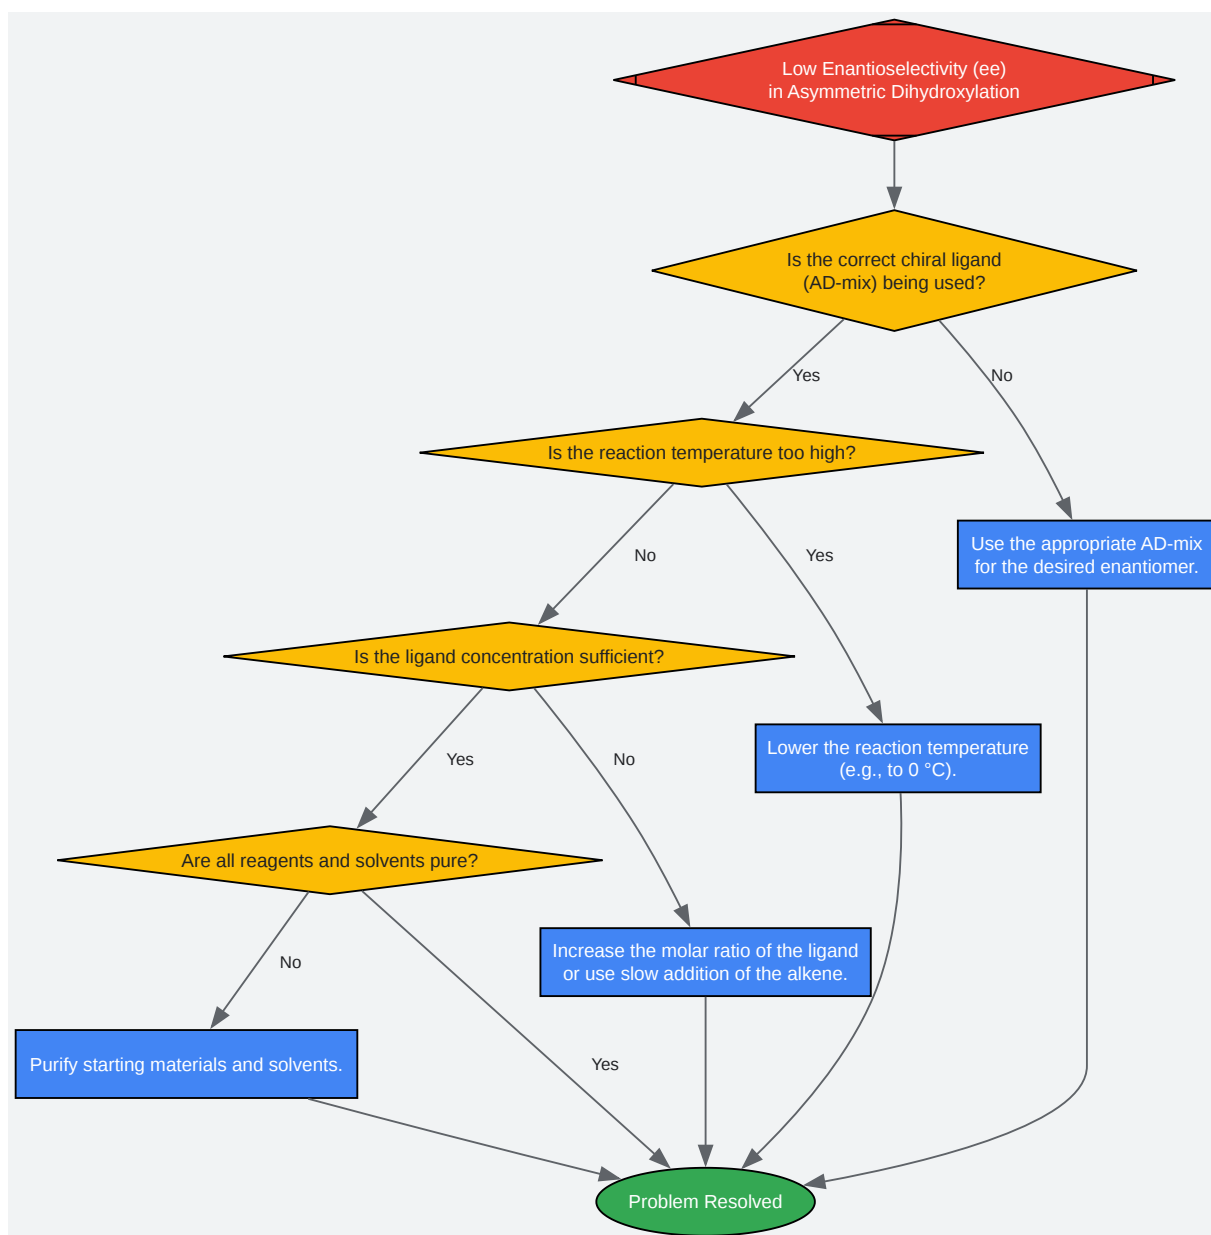 Low Enantioselectivity (ee)
in Asymmetric Dihydroxylation
Is the correct chiral ligand
(AD-mix) being used?
Yes
No
Is the reaction temperature too high?
Use the appropriate AD-mix
for the desired enantiomer.
No
Yes
Is the ligand concentration sufficient?
Lower the reaction temperature
(e.g., to 0 °C).
Yes
No
Are all reagents and solvents pure?
Increase the molar ratio of the ligand
or use slow addition of the alkene.
No
Yes
Purify starting materials and solvents.
Problem Resolved